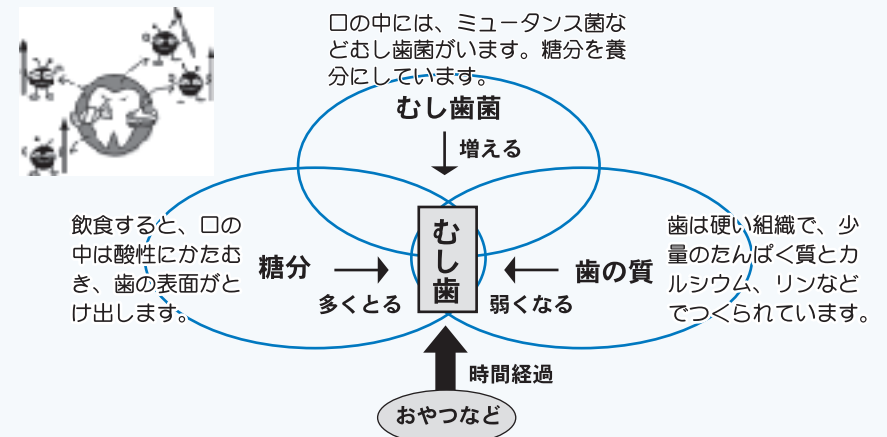 口の中には、ミュータンス菌な
どむし歯菌がいます。糖分を養
分にしています。
むし歯菌
増える
飲食すると、口の
中は酸性にかたむ
き、歯の表面がと
け出します。
糖分
多くとる
むし歯
弱くなる
歯の質
歯は硬い組織で、少
量のたんぱく質とカ
ルシウム、リンなど
でつくられています。
時間経過
おやつなど